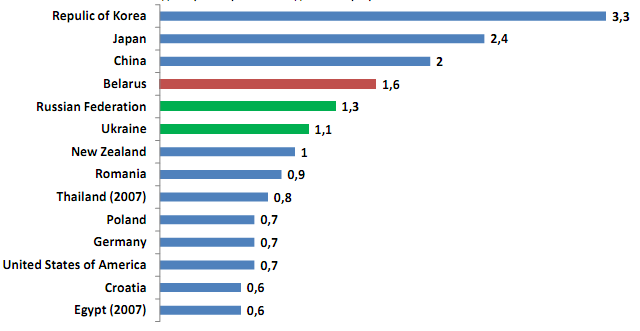 Repulic of Korea 3,3
Japan 2,4
China 2
Belarus 1,6
Russian Federation 1,3
Ukraine 1,1
New Zealand 1
Romania 0,9
Thailand (2007) 0,8
Poland 0,7
Germany 0,7
United States of America 0,7
Croatia 0,6
Egypt (2007) 0,6